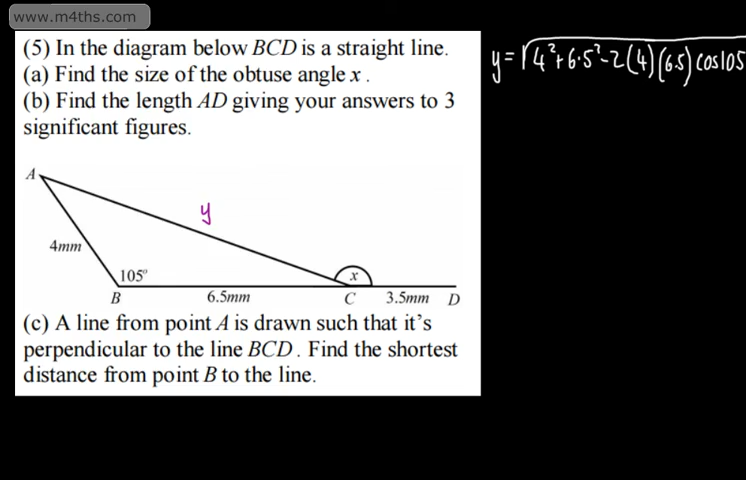 www.m4ths.com
(5) In the diagram below BCD is a straight line.
(a) Find the size of the obtuse angle x .
(b) Find the length AD giving your answers to 3
significant figures.
y=√4²+6.5²-2(4)(6.5)cos105
A
y
4mm
105°
x
B
6.5mm
C
3.5mm
D
(c) A line from point A is drawn such that it's
perpendicular to the line BCD . Find the shortest
distance from point B to the line.